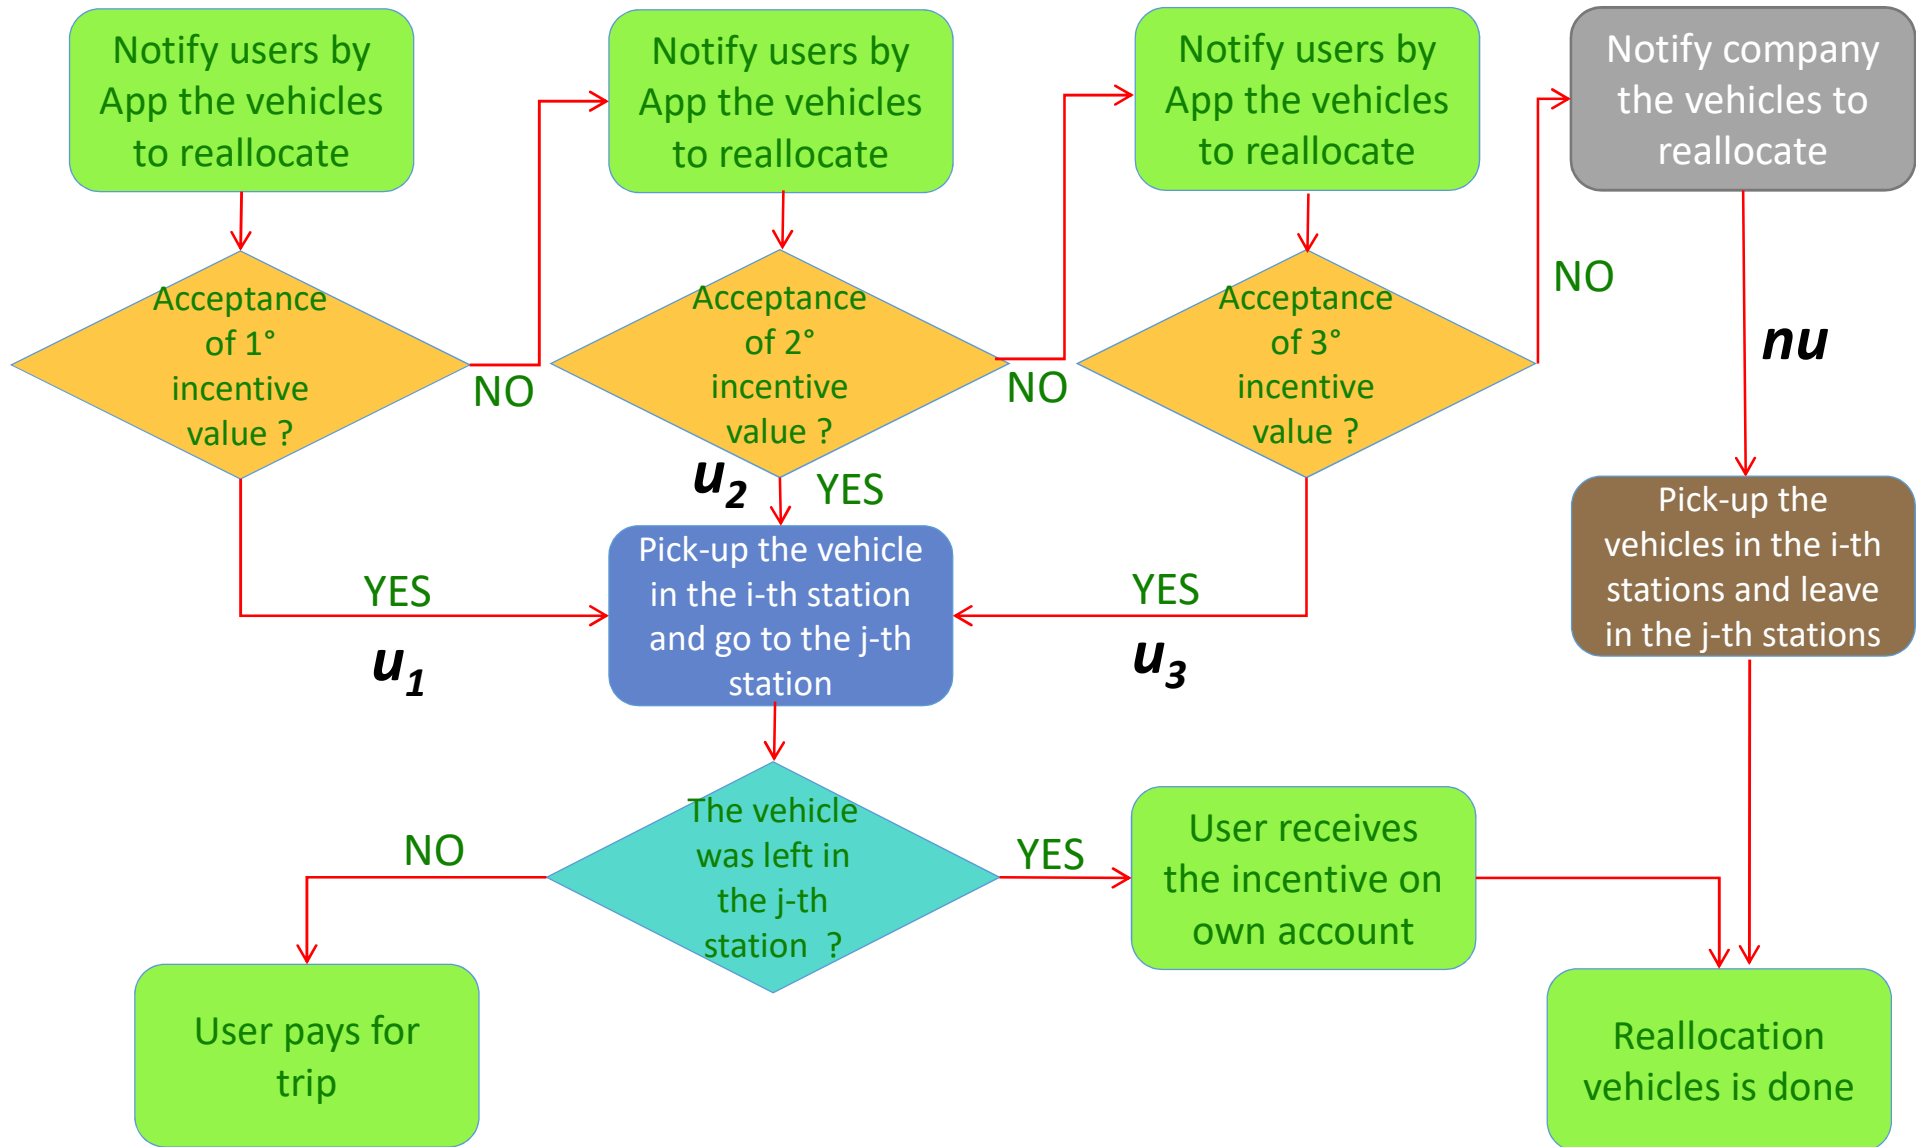 Notify users by
App the vehicles
to reallocate
Notify users by
App the vehicles
to reallocate
Notify users by
App the vehicles
to reallocate
Notify company
the vehicles to
reallocate
Acceptance
of 1°
incentive
value ?
NO
Acceptance
of 2°
incentive
value ?
NO
Acceptance
of 3°
incentive
value ?
NO
nu
u2
YES
YES
u1
Pick-up the vehicle
in the i-th station
and go to the j-th
station
YES
u3
Pick-up the
vehicles in the i-th
stations and leave
in the j-th stations
NO
The vehicle
was left in
the j-th
station ?
YES
User receives
the incentive on
own account
User pays for
trip
Reallocation
vehicles is done